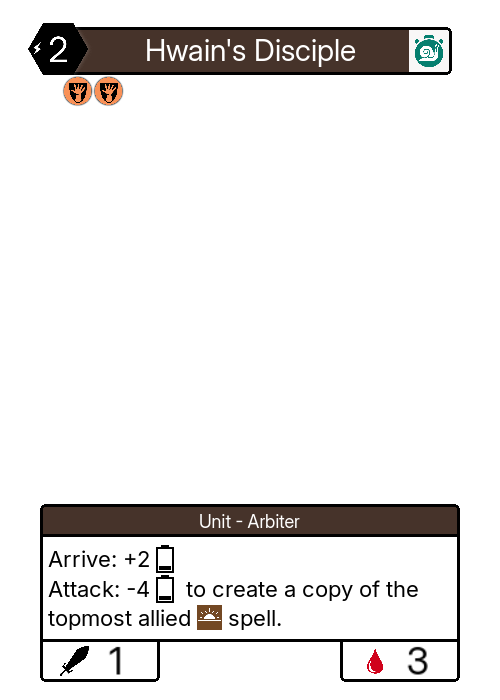 2 Hwain's Disciple
Unit - Arbiter
Arrive: +2
Attack: -4 to create a copy of the
topmost allied spell.
1 3